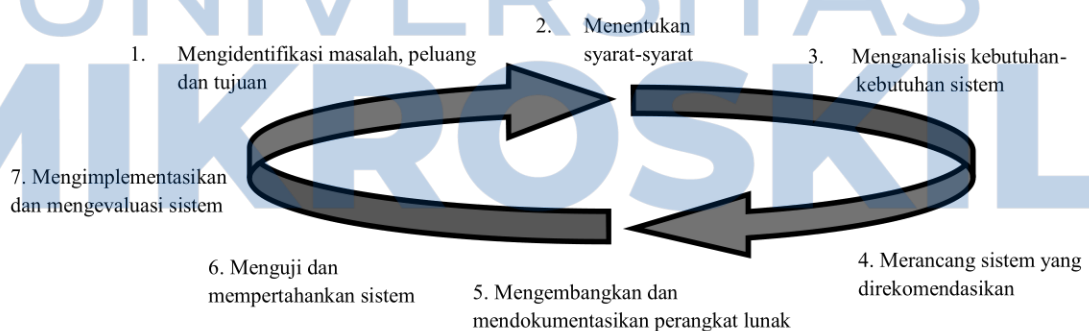 UNIVERSITAS
MIKROSKIL
1. Mengidentifikasi masalah, peluang
dan tujuan
2. Menentukan
syarat-syarat
3. Menganalisis kebutuhan-
kebutuhan sistem
4. Merancang sistem yang
direkomendasikan
5. Mengembangkan dan
mendokumentasikan perangkat lunak
6. Menguji dan
mempertahankan sistem
7. Mengimplementasikan
dan mengevaluasi sistem